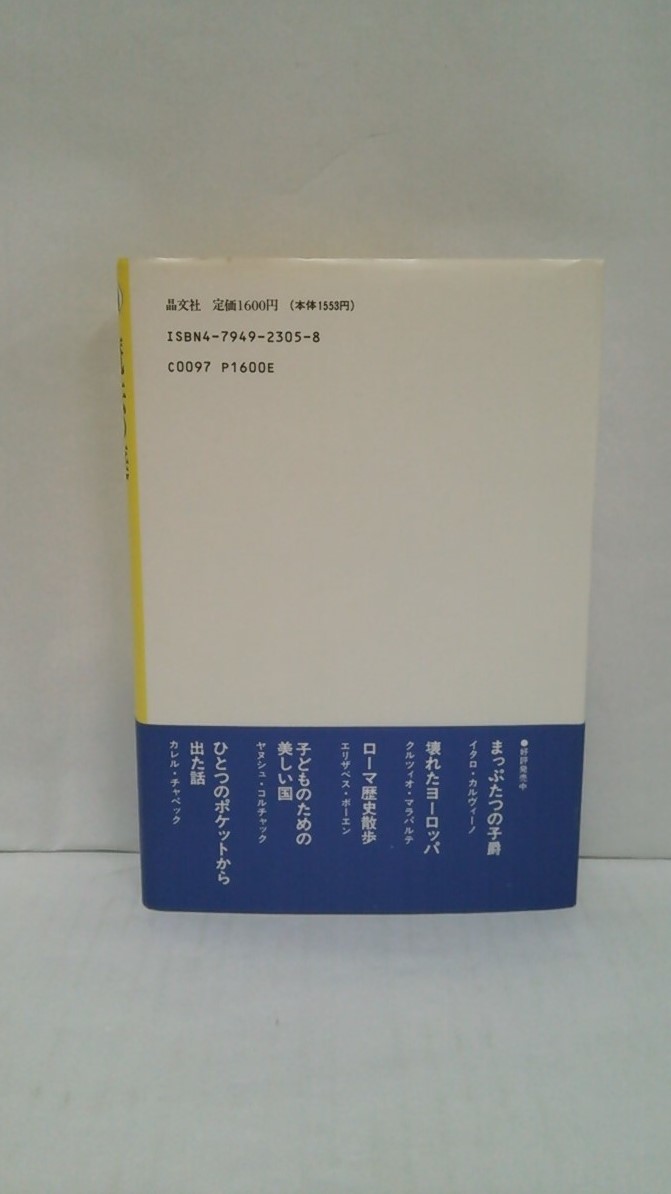 晶文社 定価1600円 (本体1553円)
ISBN4-7949-2305-8
C0097 P1600E
●好評発売中
まっぷたつの子爵
イタロ・カルヴィーノ
壊れたヨーロッパ
クルツィオ・マラパルテ
ローマ歴史散歩
エリザベス・ボーエン
子どものための
美しい国
ヤヌシュ・コルチャック
ひとつのポケットから
出た話
カレル・チャペック